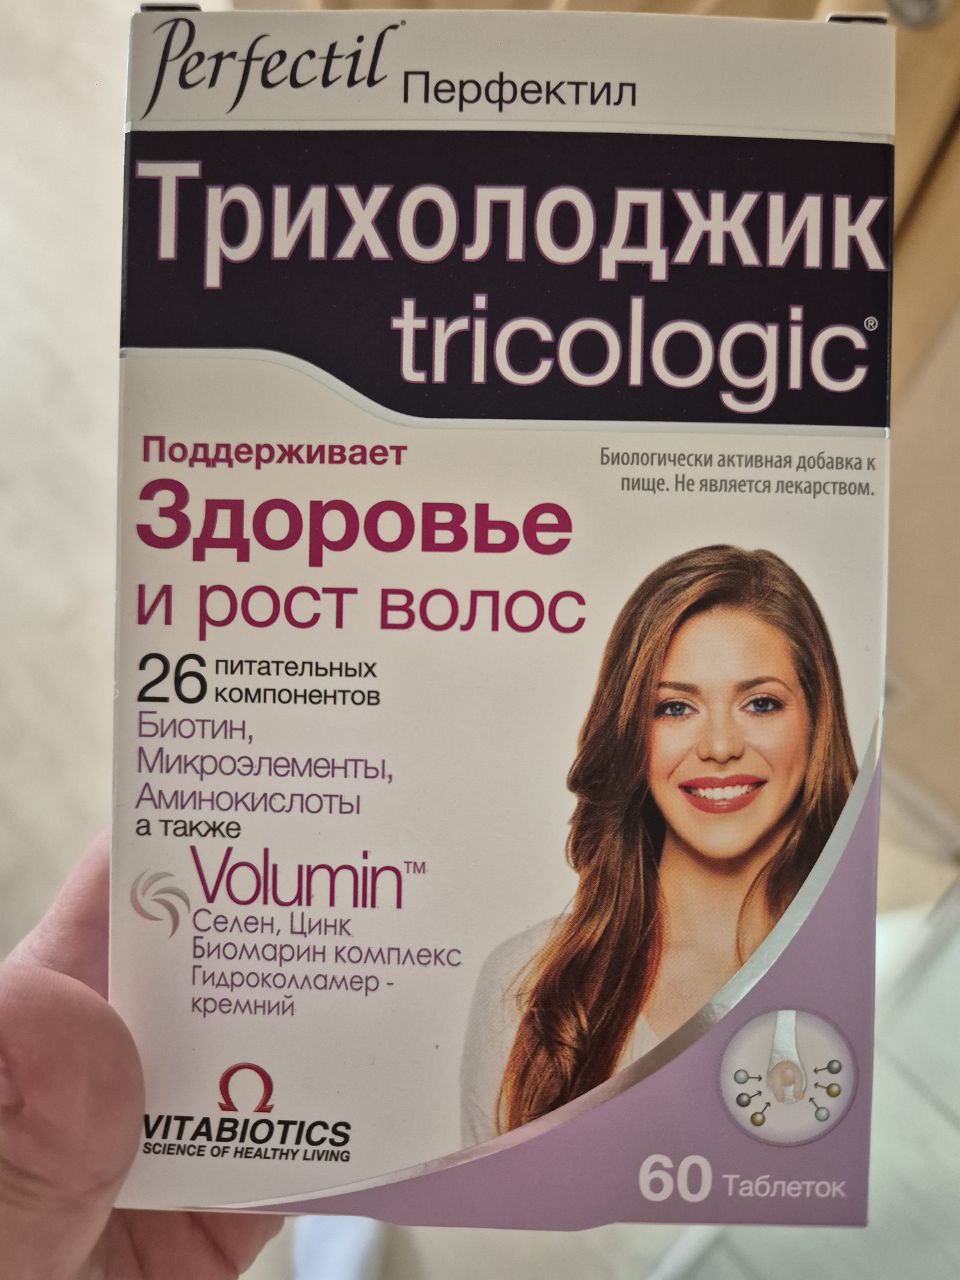 Perfectil® Перфектил
Трихолоджик
tricologic®
Поддерживает
Здоровье
и рост волос
Биологически активная добавка к
пище. Не является лекарством.
26 питательных
компонентов
Биотин,
Микроэлементы,
Аминокислоты
а также
Volumin™
Селен, Цинк
Биомарин комплекс
Гидроколламер -
кремний
VITABIOTICS
SCIENCE OF HEALTHY LIVING
60 Таблеток